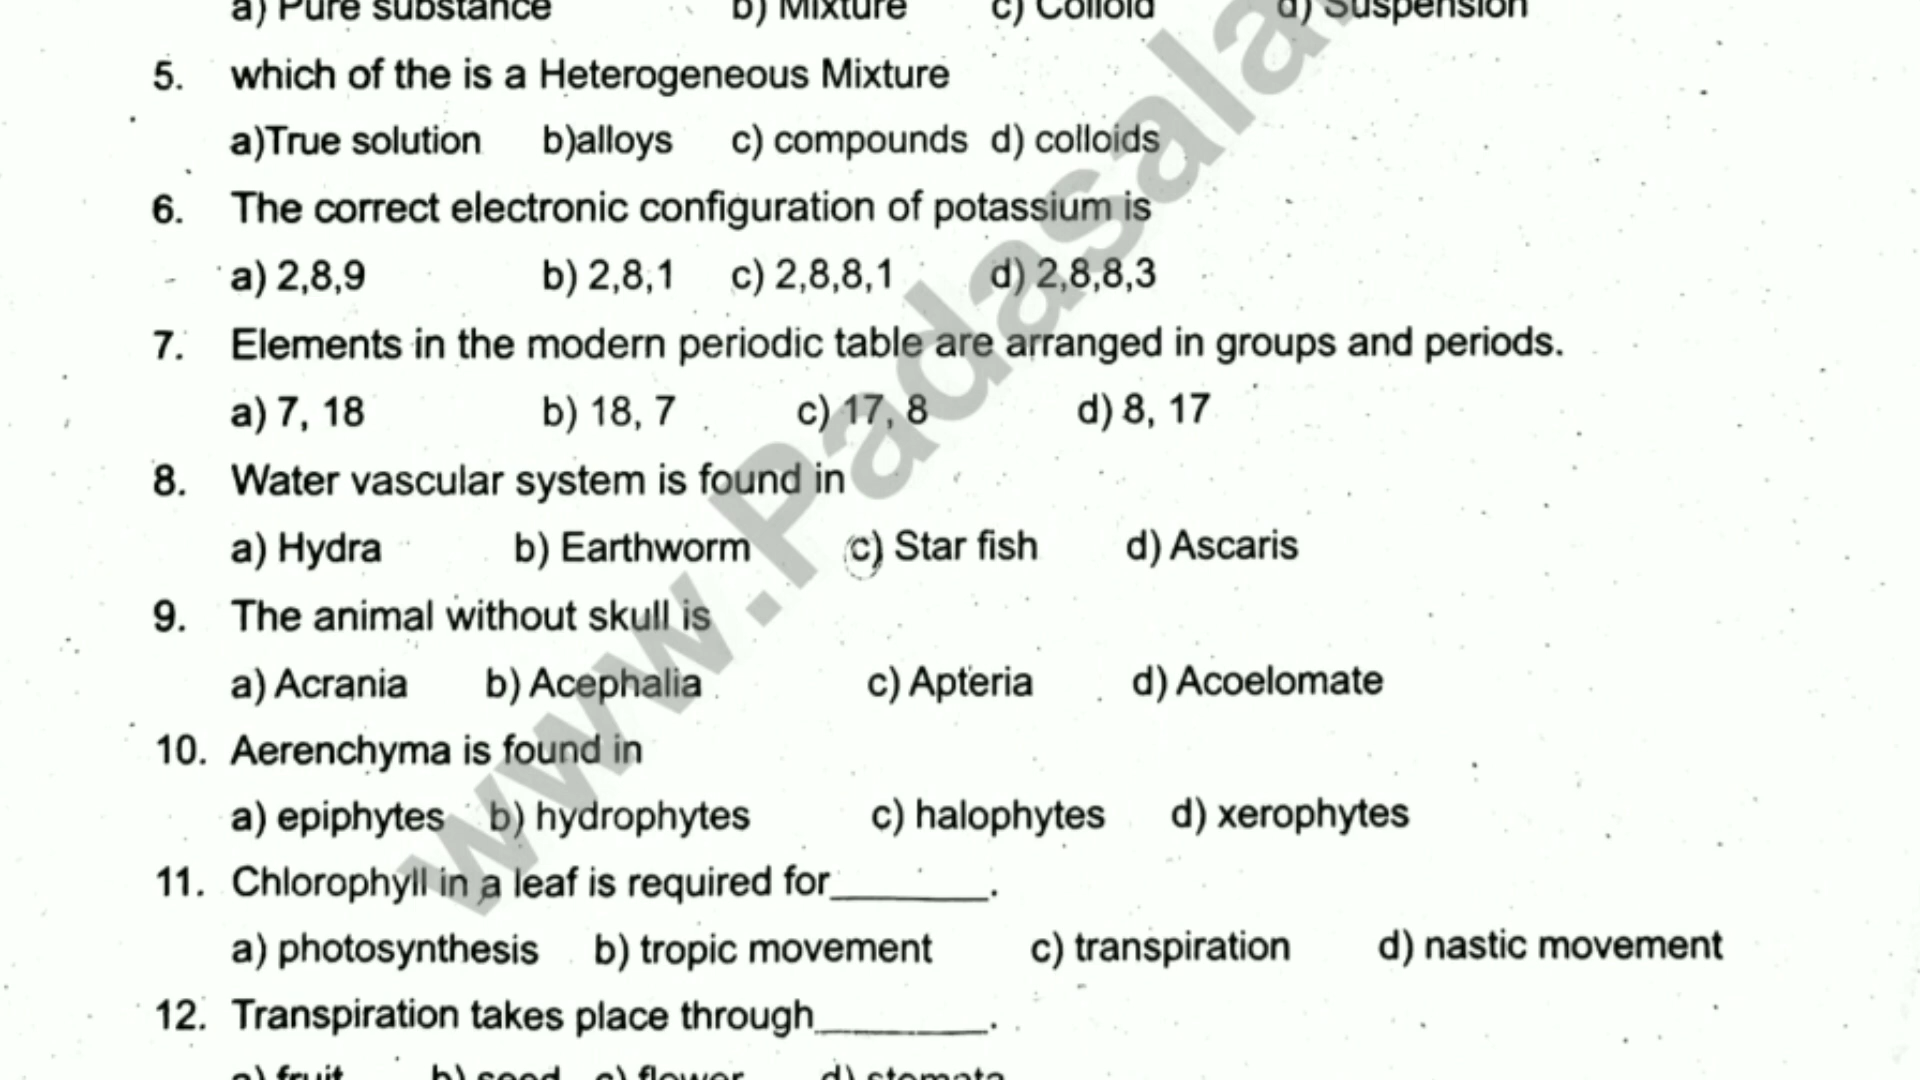 a) Pure substance b) Mixture c) Colloid d) Suspension
5. which of the is a Heterogeneous Mixture
a)True solution b)alloys c) compounds d) colloids
6. The correct electronic configuration of potassium is
a) 2,8,9 b) 2,8,1 c) 2,8,8,1 d) 2,8,8,3
7. Elements in the modern periodic table are arranged in groups and periods.
a) 7, 18 b) 18, 7 c) 17, 8 d) 8, 17
8. Water vascular system is found in
a) Hydra b) Earthworm c) Star fish d) Ascaris
9. The animal without skull is
a) Acrania b) Acephalia c) Apteria d) Acoelomate
10. Aerenchyma is found in
a) epiphytes b) hydrophytes c) halophytes d) xerophytes
11. Chlorophyll in a leaf is required for_______.
a) photosynthesis b) tropic movement c) transpiration d) nastic movement
12. Transpiration takes place through________.
a) fruit b) seed c) flower d) stomata
www.Padasala